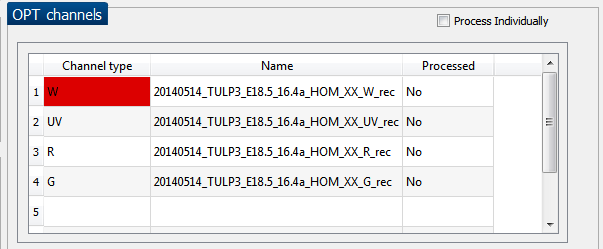 OPT channels
Process Individually
Channel type Name Processed
1 W 20140514_TULP3_E18.5_16.4a_HOM_XX_W_rec No
2 UV 20140514_TULP3_E18.5_16.4a_HOM_XX_UV_rec No
3 R 20140514_TULP3_E18.5_16.4a_HOM_XX_R_rec No
4 G 20140514_TULP3_E18.5_16.4a_HOM_XX_G_rec No
5